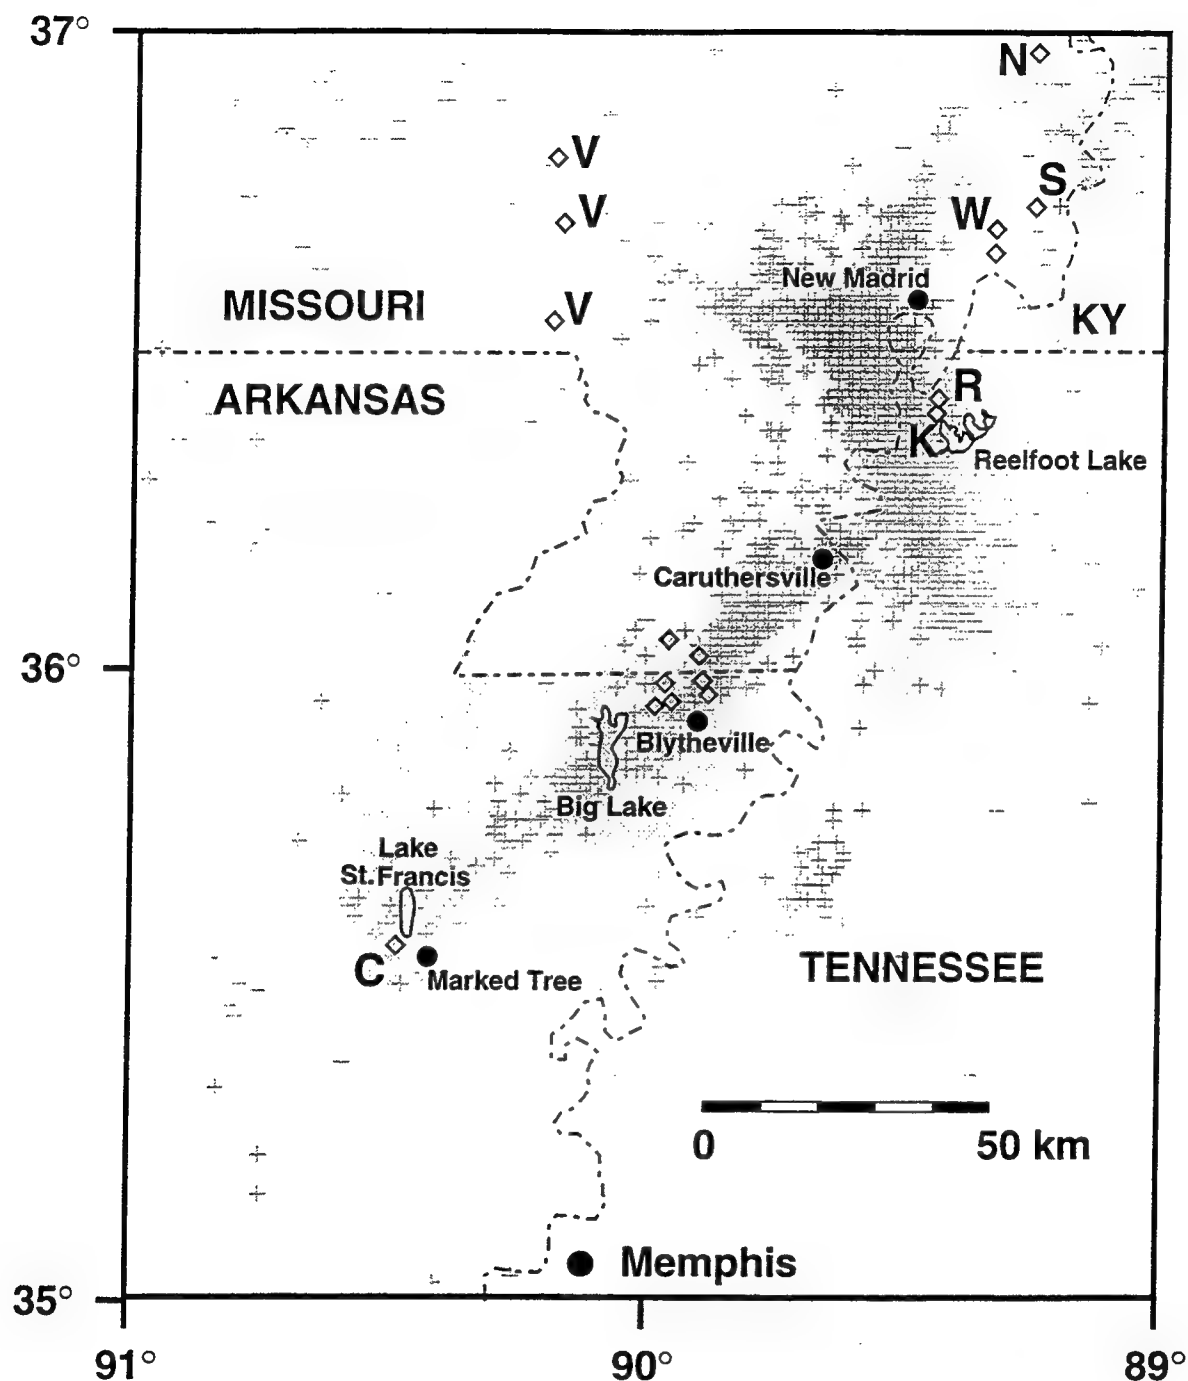 37°
N
V
S
V
W
New Madrid
MISSOURI
V
KY
ARKANSAS
R
K
Reelfoot Lake
Caruthersville
36°
Blytheville
Big Lake
Lake
St. Francis
C
Marked Tree
TENNESSEE
0
50 km
Memphis
35°
91°
90°
89°